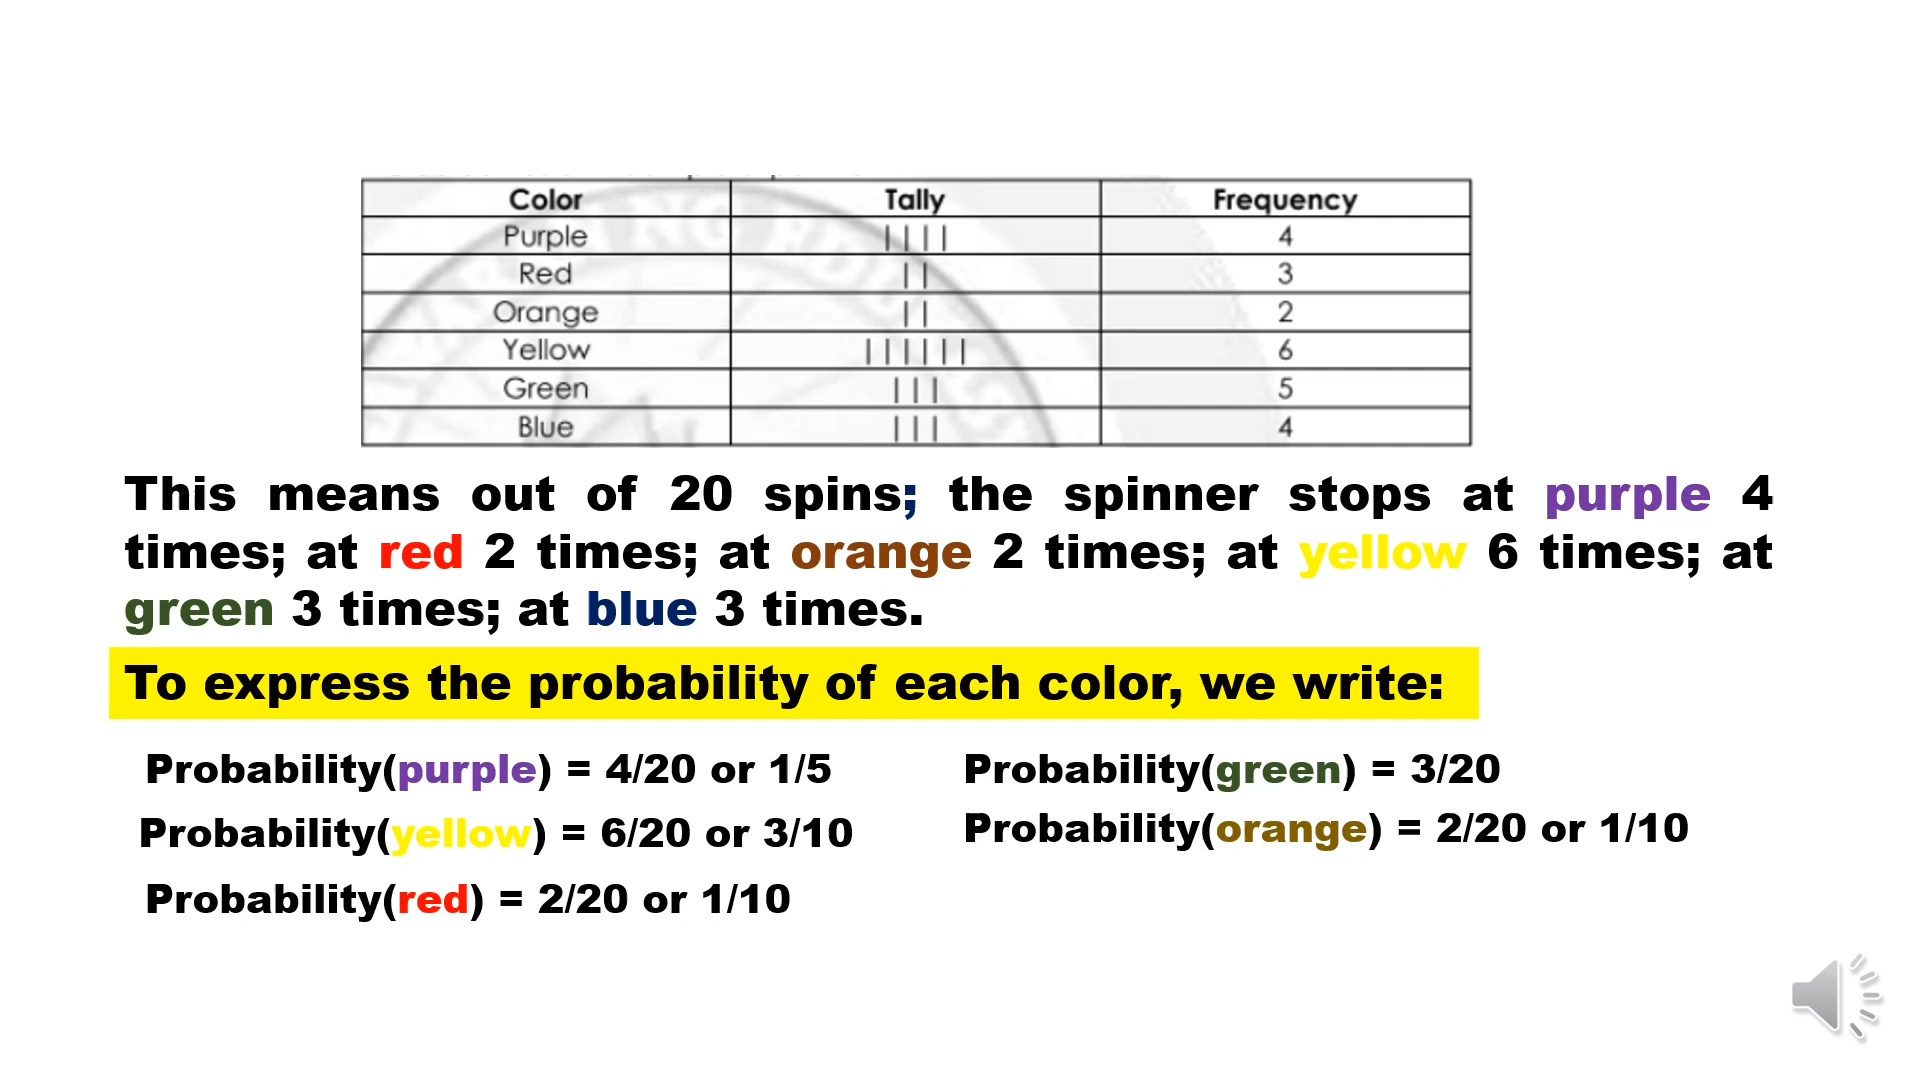 Color Tally Frequency
Purple | | | | 4
Red | | 3
Orange | | 2
Yellow | | | | | | 6
Green | | | 5
Blue | | | 4
This means out of 20 spins; the spinner stops at purple 4
times; at red 2 times; at orange 2 times; at yellow 6 times; at
green 3 times; at blue 3 times.
To express the probability of each color, we write:
Probability(purple) = 4/20 or 1/5
Probability(green) = 3/20
Probability(yellow) = 6/20 or 3/10
Probability(orange) = 2/20 or 1/10
Probability(red) = 2/20 or 1/10